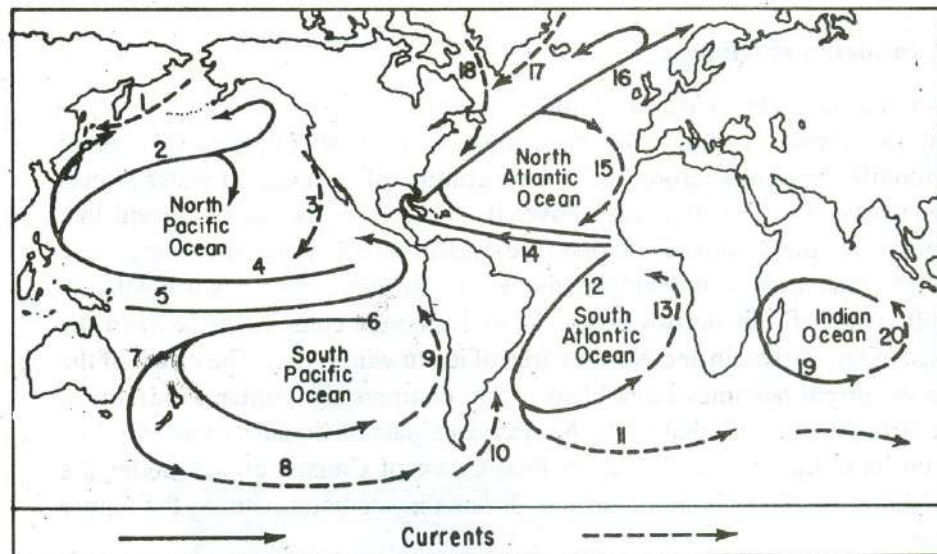 1
2
3
4
5
6
7
8
9
10
11
12
13
14
15
16
17
18
19
20
North
Pacific
Ocean
North
Atlantic
Ocean
South
Pacific
Ocean
South
Atlantic
Ocean
Indian
Ocean
Currents